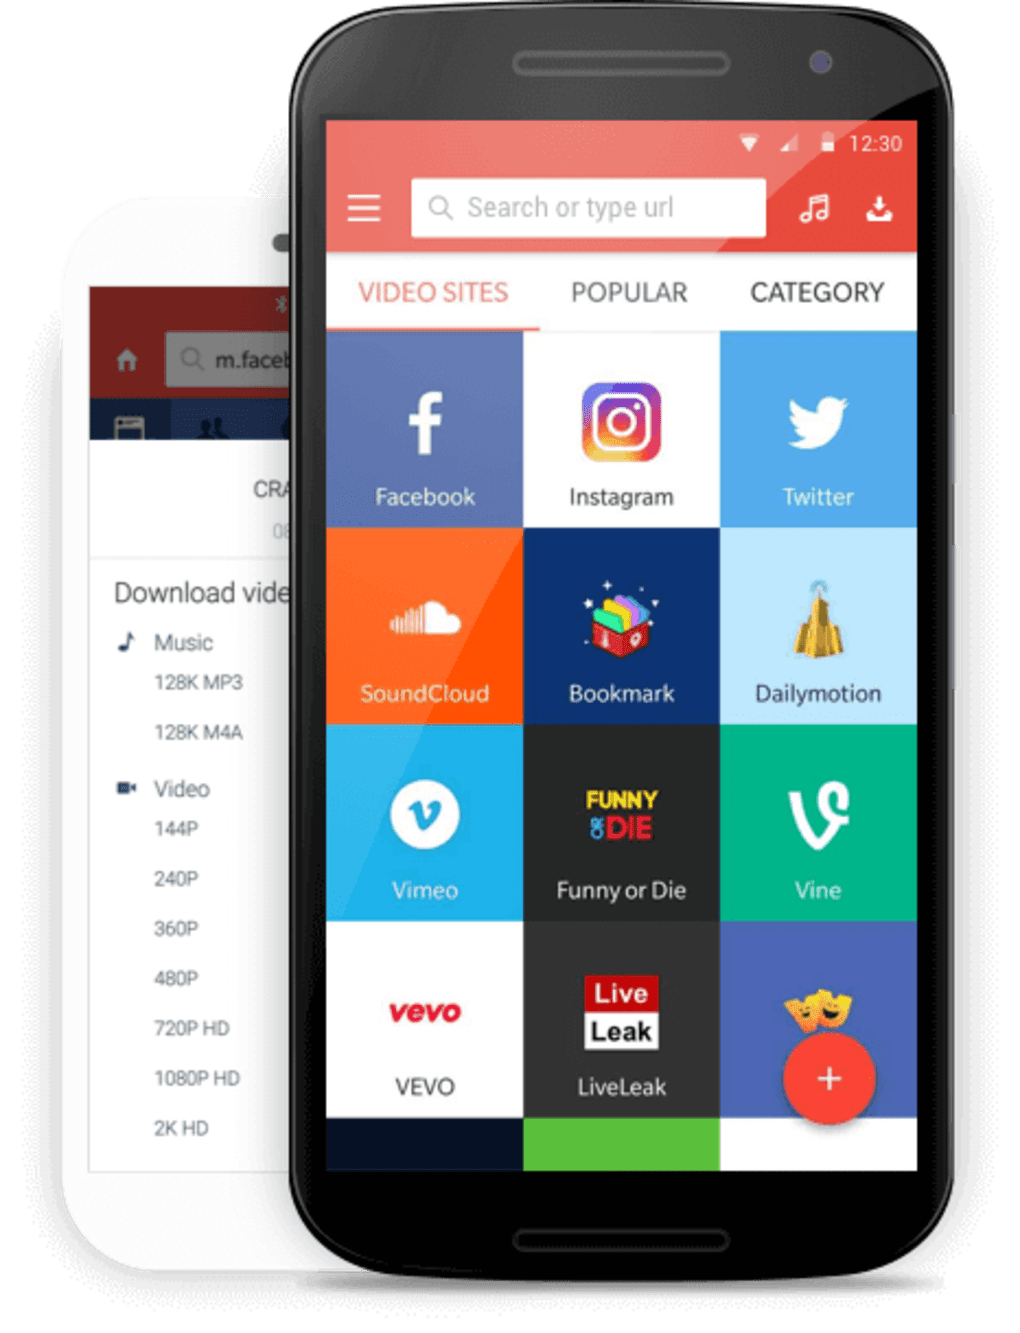 12:30
Search or type url
VIDEO SITES POPULAR CATEGORY
f
Facebook Instagram Twitter
SoundCloud Bookmark Dailymotion
FUNNY
OR DIE
Vimeo Funny or Die Vine
vevo
Live
Leak
VEVO LiveLeak
+
m.faceb
CRA
08
Download vide
Music
128K MP3
128K M4A
Video
144P
240P
360P
480P
720P HD
1080P HD
2K HD